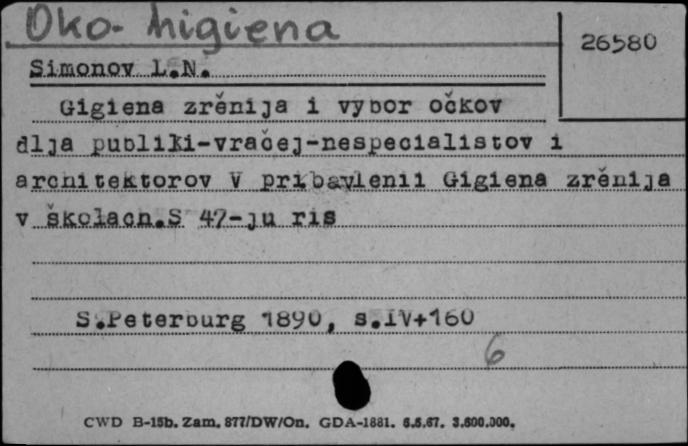 Oko- higiena
26580
Simonov L.N.
Gigiena zrěnija i vybor očkov
dlja publiki-vračej-nespecialistov i
architektorov V pribavlenii Gigiena zrěnija
v školach.S 47-ju ris
S.Peterburg 1890, s.IV+160
6
CWD B-15b. Zam. 877/DW/On. GDA-1881. 6.5.67. 3.600.000.